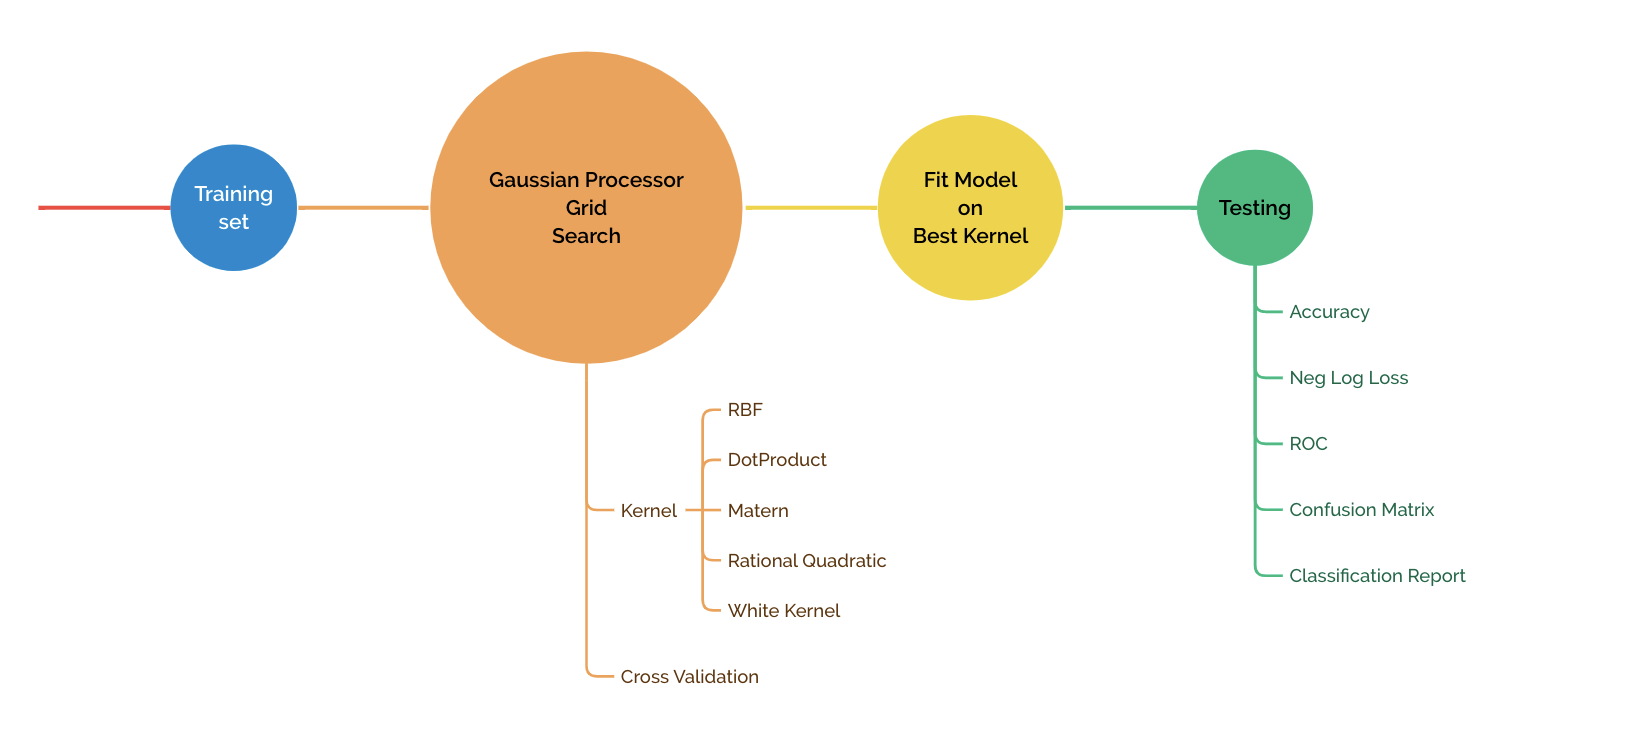 Training
set
Gaussian Processor
Grid
Search
Fit Model
on
Best Kernel
Testing
Kernel
RBF
DotProduct
Matern
Rational Quadratic
White Kernel
Cross Validation
Accuracy
Neg Log Loss
ROC
Confusion Matrix
Classification Report